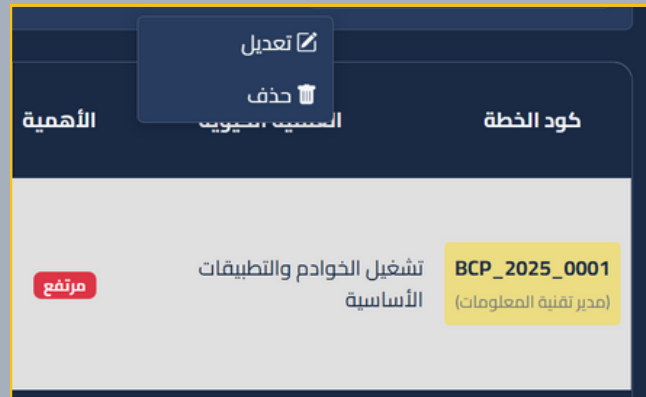 تعديل
حذف
كود الخطة
الأهمية
BCP_2025_0001
(مدير تقنية المعلومات)
تشغيل الخوادم والتطبيقات
الأساسية
مرتفع